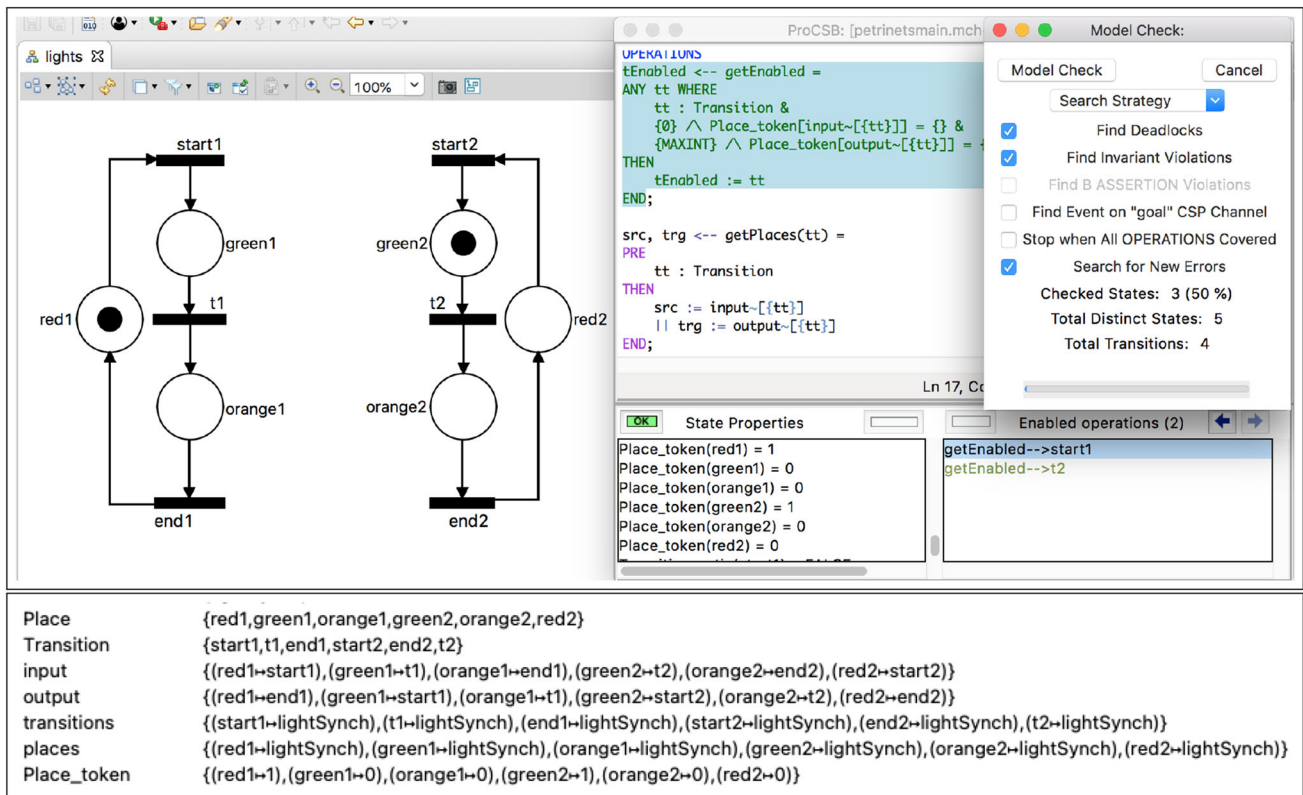 010
lights
100%
start1
start2
green1
green2
t1
t2
red1
red2
orange1
orange2
end1
end2
ProCSB: [petrinetsmain.mch
OPERATIONS
tEnabled <-- getEnabled =
ANY tt WHERE
tt : Transition &
{0} /\ Place_token[input~[{tt}]] = {} &
{MAXINT} /\ Place_token[output~[{tt}]] = {
THEN
tEnabled := tt
END;
src, trg <-- getPlaces(tt) =
PRE
tt : Transition
THEN
src := input~[{tt}]
|| trg := output~[{tt}]
END;
Ln 17, Co
Model Check:
Model Check
Cancel
Search Strategy
Find Deadlocks
Find Invariant Violations
Find B ASSERTION Violations
Find Event on "goal" CSP Channel
Stop when All OPERATIONS Covered
Search for New Errors
Checked States: 3 (50 %)
Total Distinct States: 5
Total Transitions: 4
OK State Properties
Place_token(red1) = 1
Place_token(green1) = 0
Place_token(orange1) = 0
Place_token(green2) = 1
Place_token(orange2) = 0
Place_token(red2) = 0
Enabled operations (2)
getEnabled-->start1
getEnabled-->t2
Place {red1,green1,orange1,green2,orange2,red2}
Transition {start1,t1,end1,start2,end2,t2}
input {(red1↦start1),(green1↦t1),(orange1↦end1),(green2↦t2),(orange2↦end2),(red2↦start2)}
output {(red1↦end1),(green1↦start1),(orange1↦t1),(green2↦start2),(orange2↦t2),(red2↦end2)}
transitions {(start1↦lightSynch),(t1↦lightSynch),(end1↦lightSynch),(start2↦lightSynch),(end2↦lightSynch),(t2↦lightSynch)}
places {(red1↦lightSynch),(green1↦lightSynch),(orange1↦lightSynch),(green2↦lightSynch),(orange2↦lightSynch),(red2↦lightSynch)}
Place_token {(red1↦1),(green1↦0),(orange1↦0),(green2↦1),(orange2↦0),(red2↦0)}